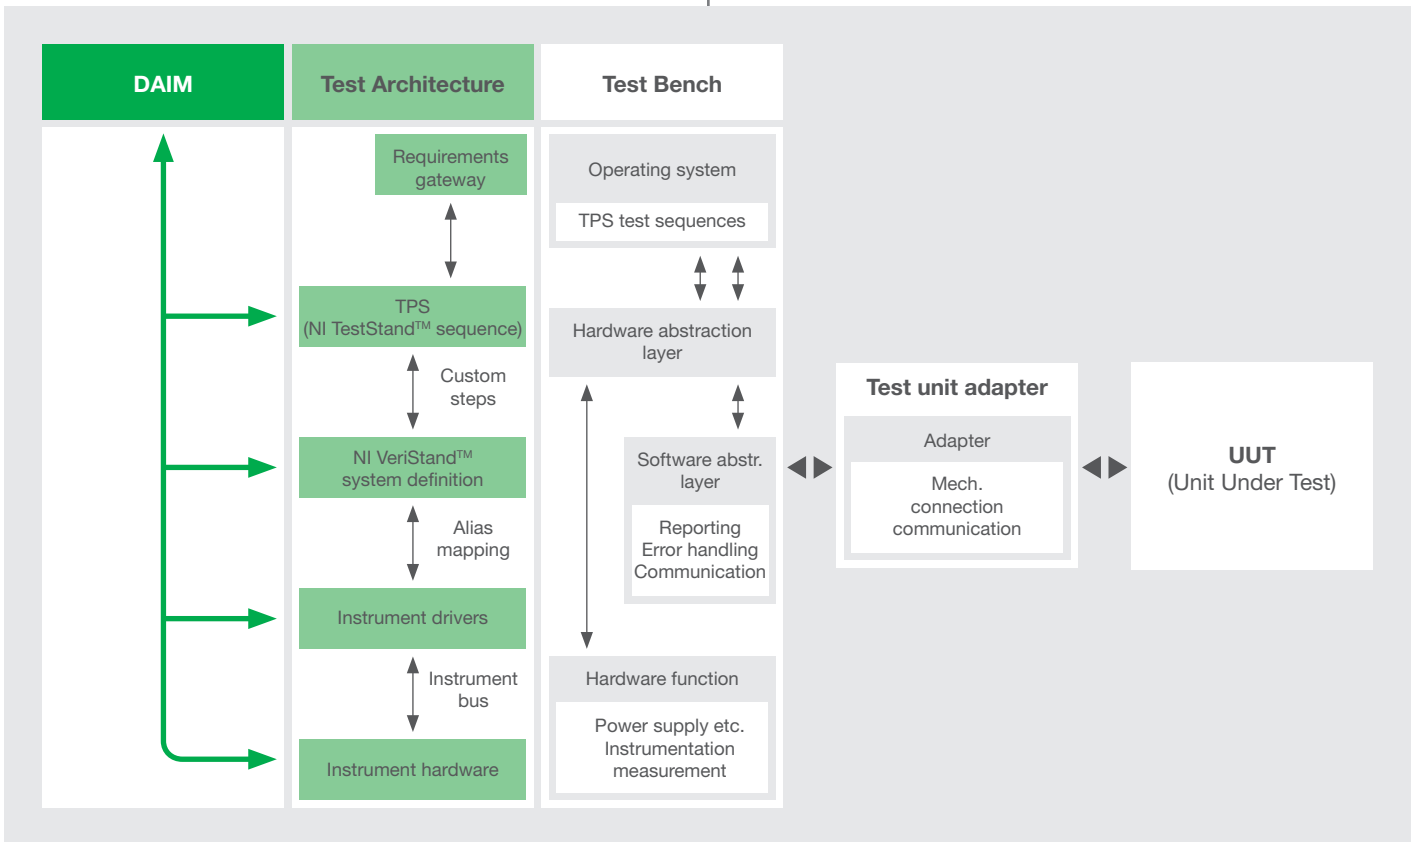 DAIM
Test Architecture
Test Bench
Requirements
gateway
TPS
(NI TestStand™ sequence)
Custom
steps
NI VeriStand™
system definition
Alias
mapping
Instrument drivers
Instrument
bus
Instrument hardware
Operating system
TPS test sequences
Hardware abstraction
layer
Software abstr.
layer
Reporting
Error handling
Communication
Hardware function
Power supply etc.
Instrumentation
measurement
Test unit adapter
Adapter
Mech.
connection
communication
UUT
(Unit Under Test)